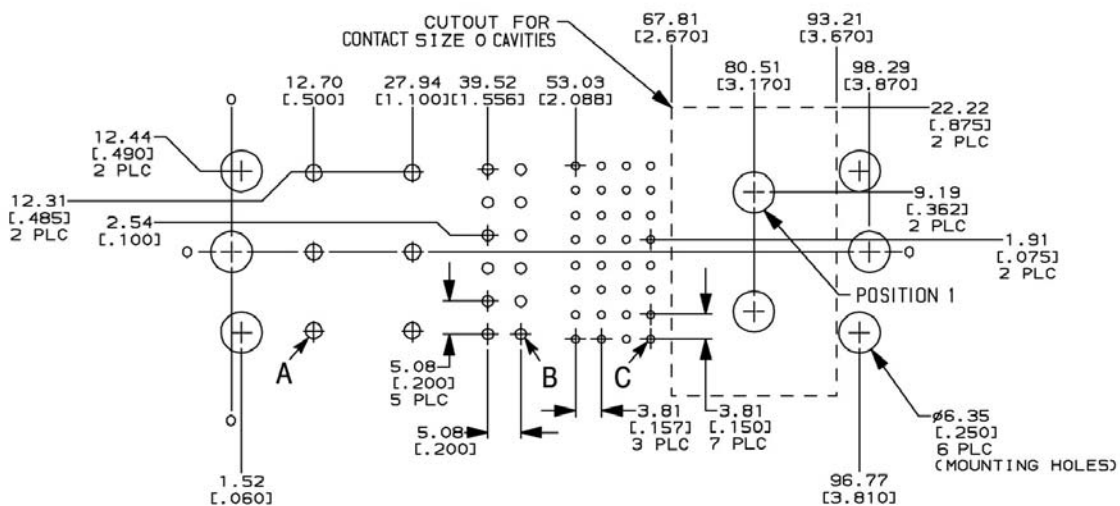 CUTOUT FOR
CONTACT SIZE 0 CAVITIES
67.81
[2.670]
93.21
[3.670]
12.70
[.500]
27.94
[1.100]
39.52
[1.556]
53.03
[2.088]
80.51
[3.170]
98.29
[3.870]
0
12.44
[.490]
2 PLC
22.22
[.875]
2 PLC
12.31
[.485]
2 PLC
2.54
[.100]
9.19
[.362]
2 PLC
0
0
1.91
[.075]
2 PLC
POSITION 1
A
B
C
5.08
[.200]
5 PLC
5.08
[.200]
3.81
[.157]
3 PLC
3.81
[.150]
7 PLC
0
ø6.35
[.250]
6 PLC
(MOUNTING HOLES)
1.52
[.060]
96.77
[3.810]